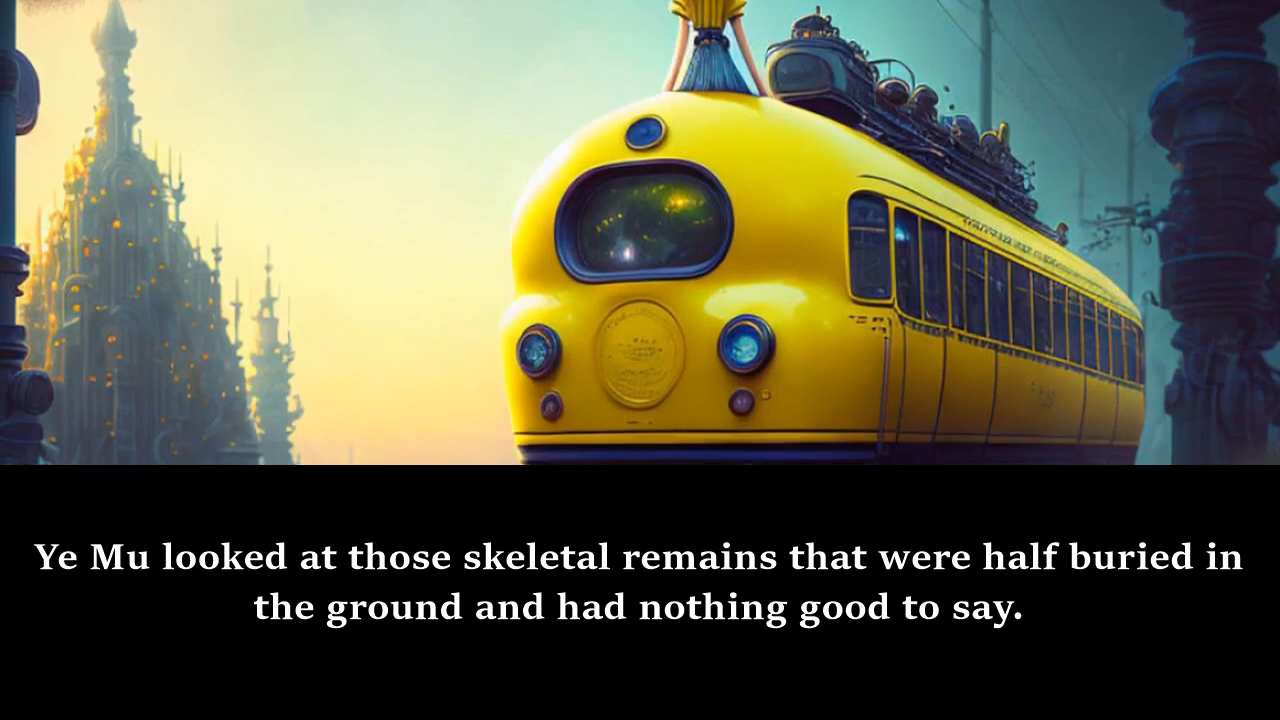 Ye Mu looked at those skeletal remains that were half buried in
the ground and had nothing good to say.